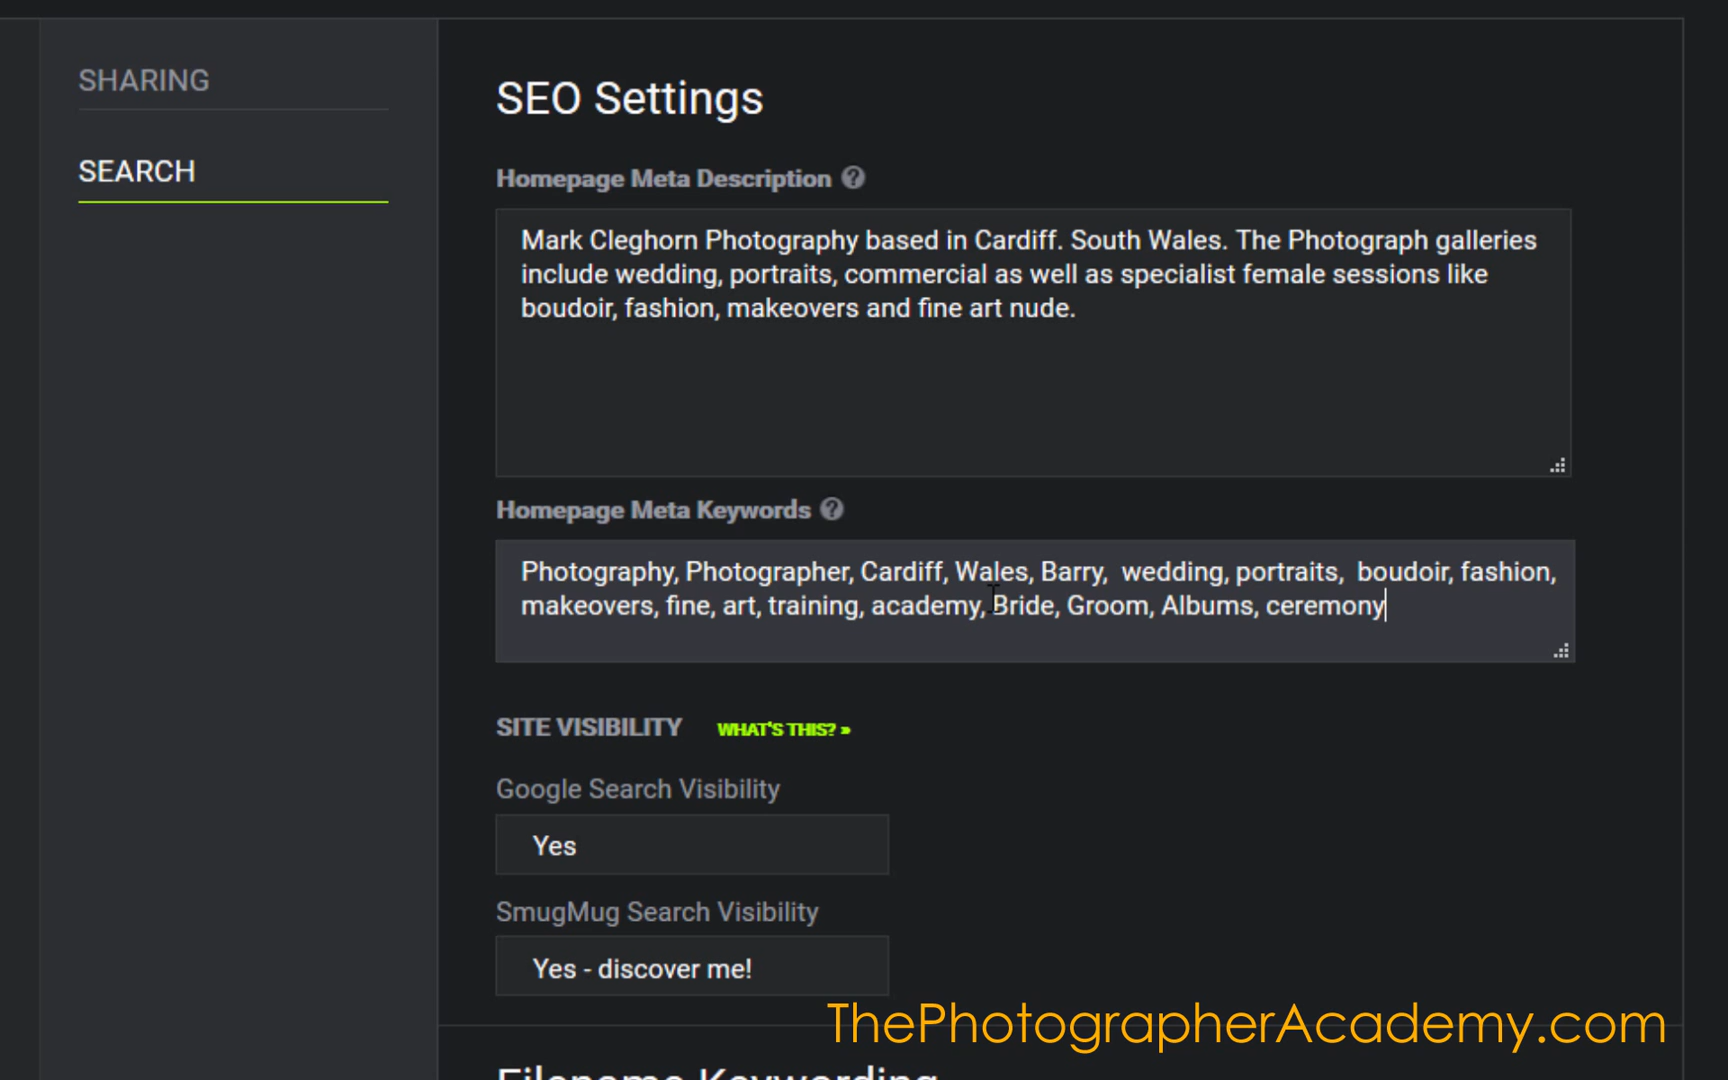 SHARING
SEARCH
SEO Settings
Homepage Meta Description
Mark Cleghorn Photography based in Cardiff. South Wales. The Photograph galleries
include wedding, portraits, commercial as well as specialist female sessions like
boudoir, fashion, makeovers and fine art nude.
Homepage Meta Keywords
Photography, Photographer, Cardiff, Wales, Barry,  wedding, portraits,  boudoir, fashion,
makeovers, fine, art, training, academy, Bride, Groom, Albums, ceremony
SITE VISIBILITY WHAT'S THIS? »
Google Search Visibility
Yes
SmugMug Search Visibility
Yes - discover me!
ThePhotographerAcademy.com
Filename Keywording